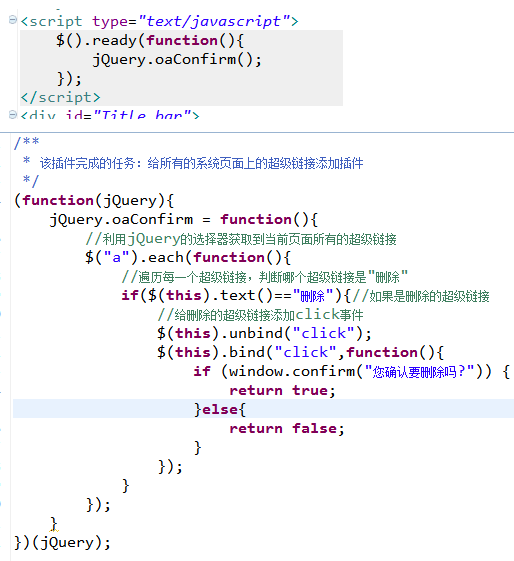 <script type="text/javascript">
    $().ready(function(){
        jQuery.oaConfirm();
    });
</script>
<div id="Title_bar">
/**
 * 该插件完成的任务: 给所有的系统页面上的超级链接添加插件
 */
(function(jQuery){
    jQuery.oaConfirm = function(){
        //利用jQuery的选择器获取到当前页面所有的超级链接
        $("a").each(function(){
            //遍历每一个超级链接,判断哪个超级链接是"删除"
            if($(this).text()=="删除"){//如果是删除的超级链接
                //给删除的超级链接添加click事件
                $(this).unbind("click");
                $(this).bind("click",function(){
                    if (window.confirm("您确认要删除吗?")) {
                        return true;
                    }else{
                        return false;
                    }
                });
            }
        });
    }
})(jQuery);